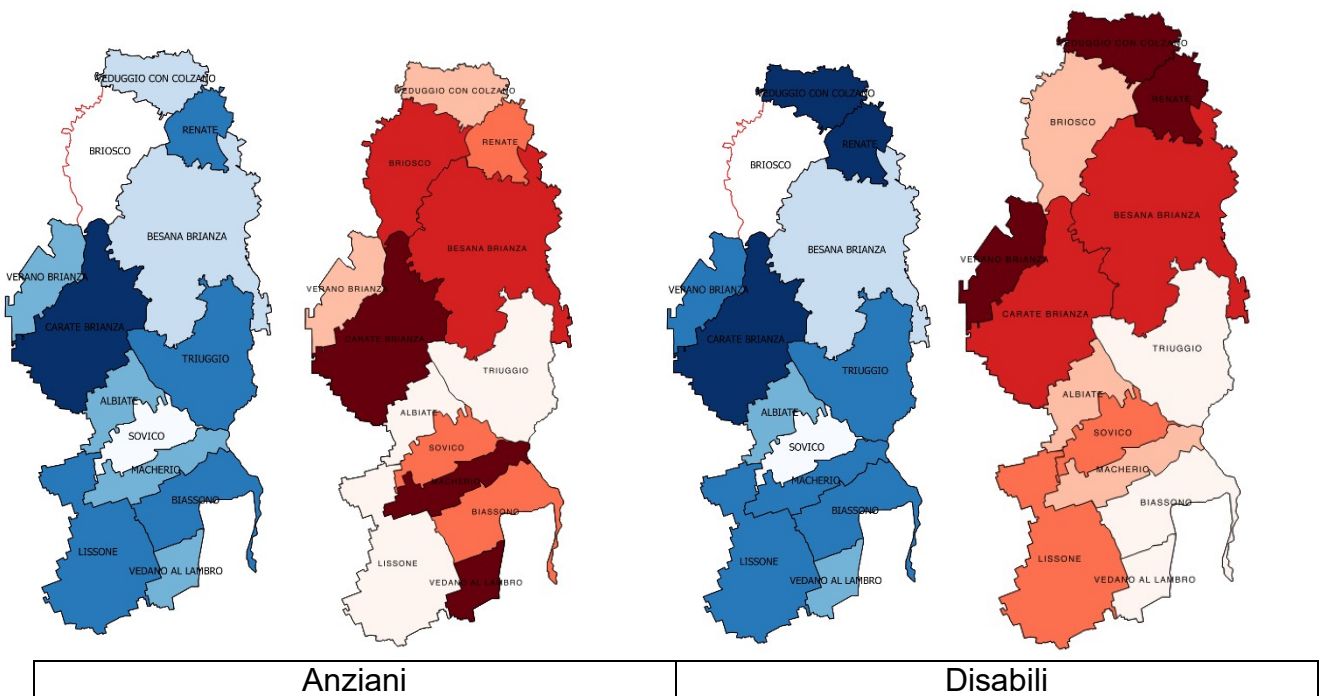 VEDUGGIO CON COLZANO
RENATE
BRIOSCO
BESANA BRIANZA
VERANO BRIANZA
CARATE BRIANZA
TRIUGGIO
ALBIATE
SOVICO
MACHERIO
BIASSONO
LISSONE
VEDANO AL LAMBRO
VEDUGGIO CON COLZANO
RENATE
BRIOSCO
BESANA BRIANZA
VERANO BRIANZA
CARATE BRIANZA
TRIUGGIO
ALBIATE
SOVICO
MACHERIO
BIASSONO
LISSONE
VEDANO AL LAMBRO
VEDUGGIO CON COLZANO
RENATE
BRIOSCO
BESANA BRIANZA
VERANO BRIANZA
CARATE BRIANZA
TRIUGGIO
ALBIATE
SOVICO
MACHERIO
BIASSONO
LISSONE
VEDANO AL LAMBRO
VEDUGGIO CON COLZANO
RENATE
BRIOSCO
BESANA BRIANZA
VERANO BRIANZA
CARATE BRIANZA
TRIUGGIO
ALBIATE
SOVICO
MACHERIO
BIASSONO
LISSONE
VEDANO AL LAMBRO
Anziani
Disabili